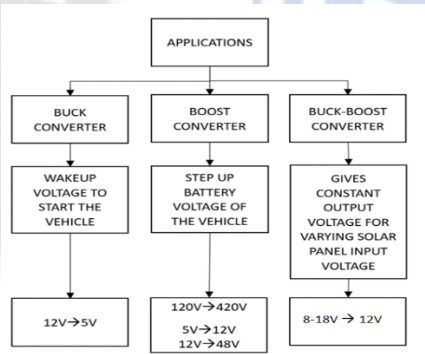 APPLICATIONS
BUCK
CONVERTER
BOOST
CONVERTER
BUCK-BOOST
CONVERTER
WAKEUP
VOLTAGE TO
START THE
VEHICLE
STEP UP
BATTERY
VOLTAGE OF
THE VEHICLE
GIVES
CONSTANT
OUTPUT
VOLTAGE FOR
VARYING SOLAR
PANEL INPUT
VOLTAGE
12V→5V
120V→420V
5V→12V
12V→48V
8-18V → 12V